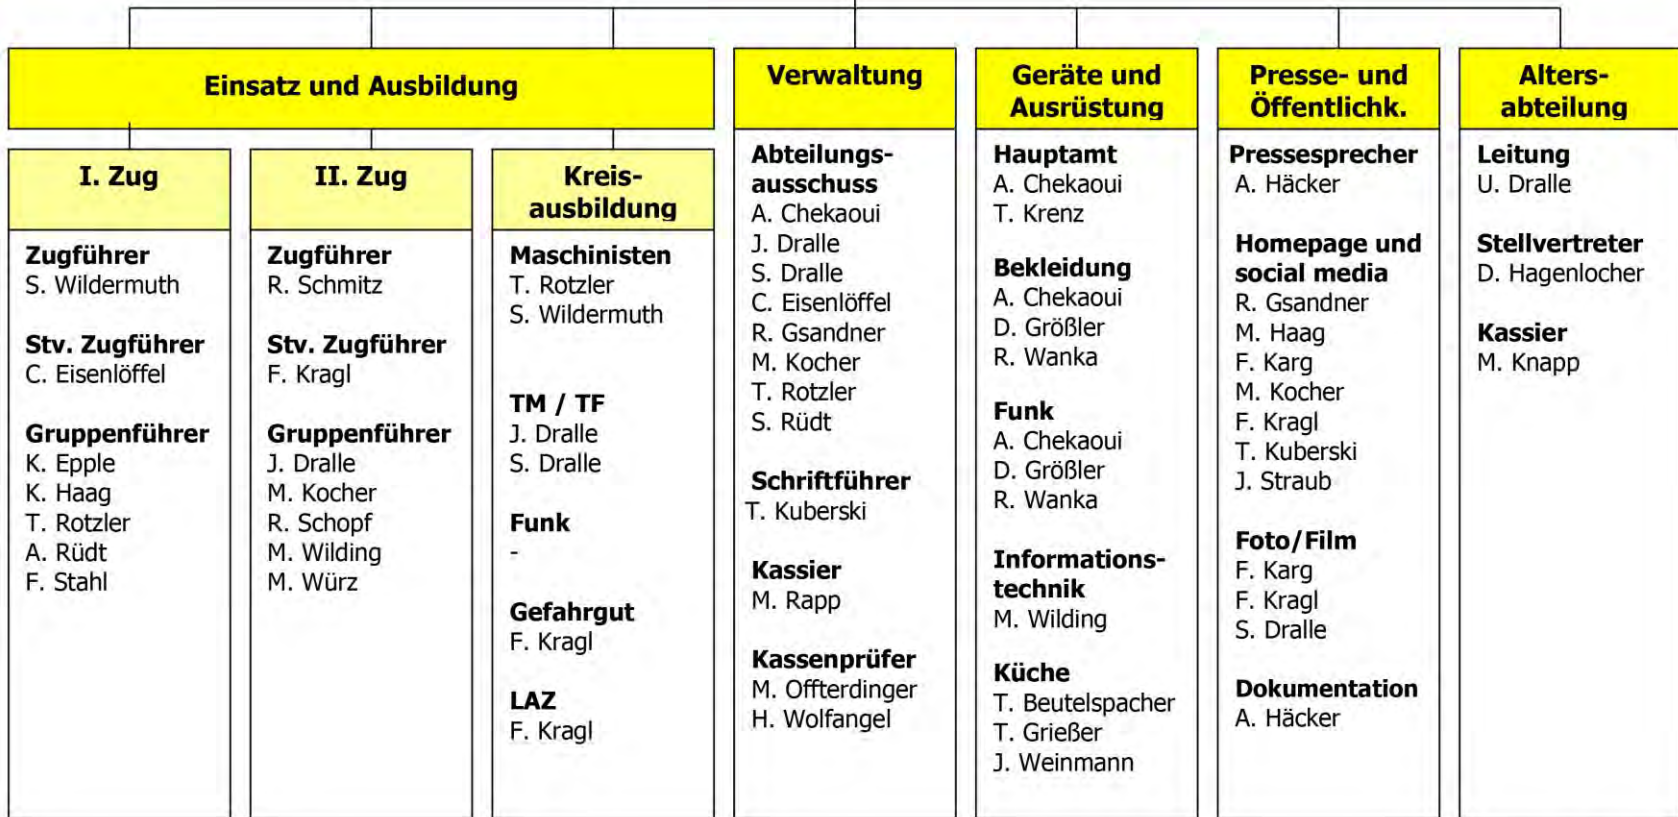 Einsatz und Ausbildung
I. Zug
Zugführer
S. Wildermuth
Stv. Zugführer
C. Eisenlöffel
Gruppenführer
K. Epple
K. Haag
T. Rotzler
A. Rüdt
F. Stahl
II. Zug
Zugführer
R. Schmitz
Stv. Zugführer
F. Kragl
Gruppenführer
J. Dralle
M. Kocher
R. Schopf
M. Wilding
M. Würz
Kreis-
ausbildung
Maschinisten
T. Rotzler
S. Wildermuth
TM / TF
J. Dralle
S. Dralle
Funk
-
Gefahrgut
F. Kragl
LAZ
F. Kragl
Verwaltung
Abteilungs-
ausschuss
A. Chekaoui
J. Dralle
S. Dralle
C. Eisenlöffel
R. Gsandner
M. Kocher
T. Rotzler
S. Rüdt
Schriftführer
T. Kuberski
Kassier
M. Rapp
Kassenprüfer
M. Offterdinger
H. Wolfangel
Geräte und
Ausrüstung
Hauptamt
A. Chekaoui
T. Krenz
Bekleidung
A. Chekaoui
D. Größler
R. Wanka
Funk
A. Chekaoui
D. Größler
R. Wanka
Informations-
technik
M. Wilding
Küche
T. Beutelspacher
T. Grießer
J. Weinmann
Presse- und
Öffentlichk.
Pressesprecher
A. Häcker
Homepage und
social media
R. Gsandner
M. Haag
F. Karg
M. Kocher
F. Kragl
T. Kuberski
J. Straub
Foto/Film
F. Karg
F. Kragl
S. Dralle
Dokumentation
A. Häcker
Alters-
abteilung
Leitung
U. Dralle
Stellvertreter
D. Hagenlocher
Kassier
M. Knapp